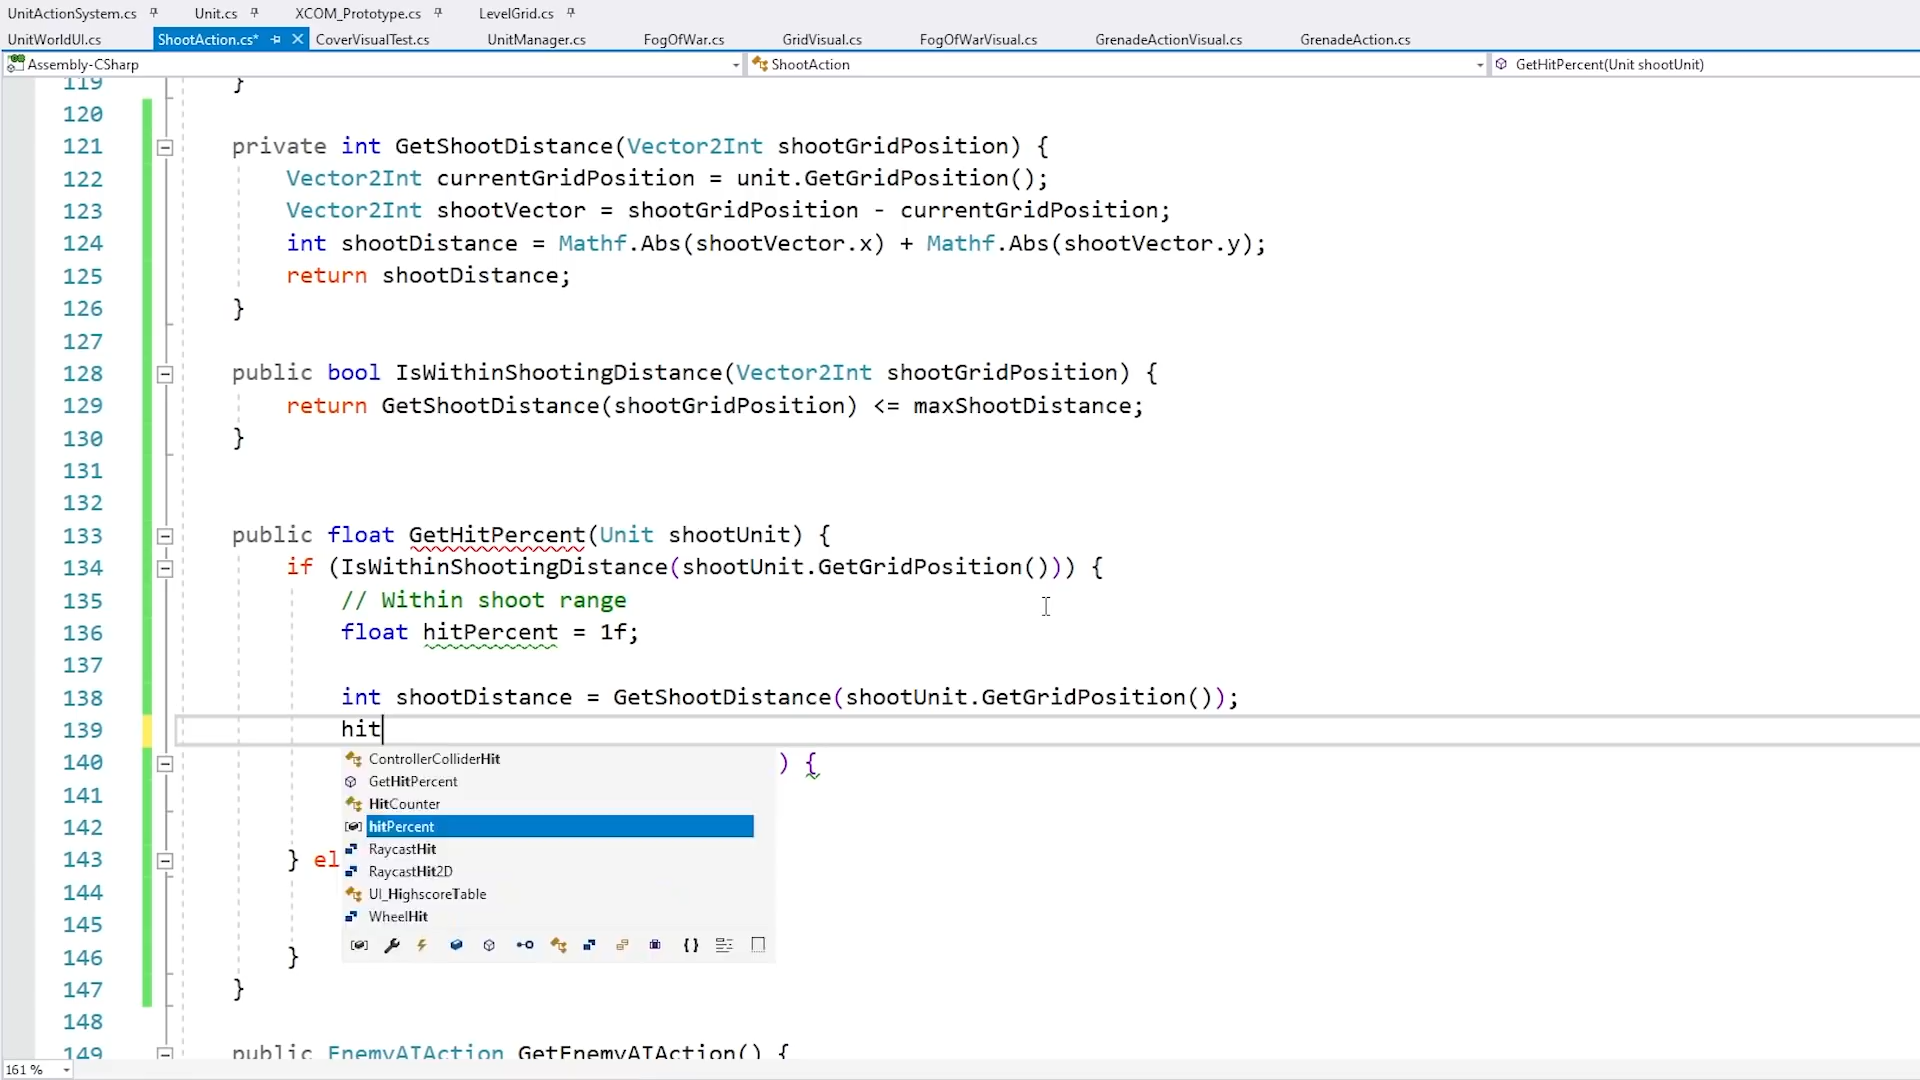 UnitActionSystem.cs Unit.cs XCOM_Prototype.cs LevelGrid.cs
UnitWorldUI.cs ShootAction.cs* CoverVisualTest.cs UnitManager.cs FogOfWar.cs GridVisual.cs FogOfWarVisual.cs GrenadeActionVisual.cs GrenadeAction.cs
Assembly-CSharp ShootAction GetHitPercent(Unit shootUnit)
119 }
120
121 private int GetShootDistance(Vector2Int shootGridPosition) {
122 Vector2Int currentGridPosition = unit.GetGridPosition();
123 Vector2Int shootVector = shootGridPosition - currentGridPosition;
124 int shootDistance = Mathf.Abs(shootVector.x) + Mathf.Abs(shootVector.y);
125 return shootDistance;
126 }
127
128 public bool IsWithinShootingDistance(Vector2Int shootGridPosition) {
129 return GetShootDistance(shootGridPosition) <= maxShootDistance;
130 }
131
132
133 public float GetHitPercent(Unit shootUnit) {
134 if (IsWithinShootingDistance(shootUnit.GetGridPosition())) {
135 // Within shoot range
136 float hitPercent = 1f;
137
138 int shootDistance = GetShootDistance(shootUnit.GetGridPosition());
139 hit
ControllerColliderHit
140 ) {
GetHitPercent
141
HitCounter
142 hitPercent
RaycastHit
143 } el
RaycastHit2D
144 UI_HighscoreTable
WheelHit
145
146 }
147 }
148
149 public EnemyAIAction GetEnemyAIAction() {
161 %